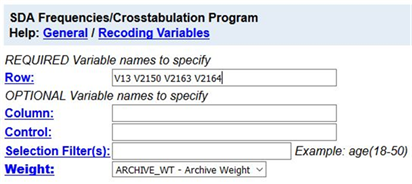 SDA Frequencies/Crosstabulation Program
Help: General / Recoding Variables
REQUIRED Variable names to specify
Row: V13 V2150 V2163 V2164
OPTIONAL Variable names to specify
Column:
Control:
Selection Filter(s): Example: age(18-50)
Weight: ARCHIVE_WT - Archive Weight